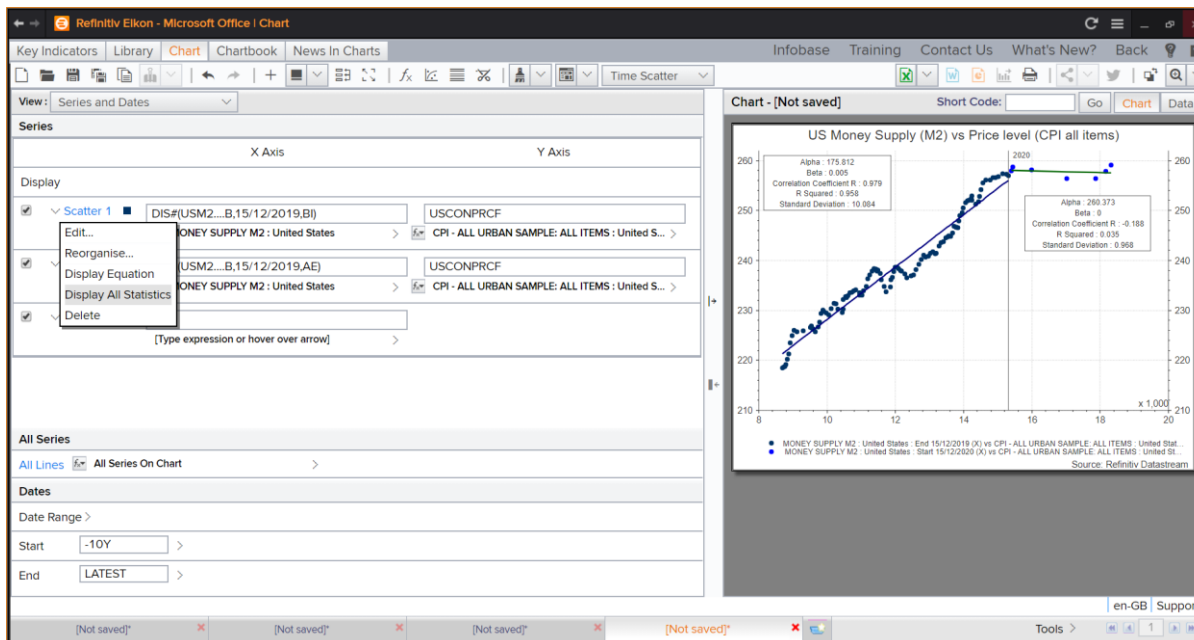 Refinitiv Eikon - Microsoft Office | Chart
Key Indicators Library Chart Chartbook News In Charts Infobase Training Contact Us What's New? Back
Time Scatter
View: Series and Dates
Chart - [Not saved] Short Code: Go Chart Data
Series
X Axis Y Axis
Display
Scatter 1 DIS#(USM2....B,15/12/2019,BI) USCONPRCF
MONEY SUPPLY M2 : United States CPI - ALL URBAN SAMPLE: ALL ITEMS : United S...
Edit...
Reorganise...
Display Equation
Display All Statistics
Delete
(USM2....B,15/12/2019,AE) USCONPRCF
MONEY SUPPLY M2 : United States CPI - ALL URBAN SAMPLE: ALL ITEMS : United S...
[Type expression or hover over arrow]
All Series
All Lines All Series On Chart
Dates
Date Range
Start -10Y
End LATEST
US Money Supply (M2) vs Price level (CPI all items)
2020
Alpha : 175.812
Beta : 0.005
Correlation Coefficient R : 0.979
R Squared : 0.958
Standard Deviation : 10.084
Alpha : 260.373
Beta : 0
Correlation Coefficient R : -0.188
R Squared : 0.035
Standard Deviation : 0.968
260 260
250 250
240 240
230 230
220 220
210 210
x 1,000
8 10 12 14 16 18 20
MONEY SUPPLY M2 : United States : End 15/12/2019 (X) vs CPI - ALL URBAN SAMPLE: ALL ITEMS : United Stat...
MONEY SUPPLY M2 : United States : Start 15/12/2020 (X) vs CPI - ALL URBAN SAMPLE: ALL ITEMS : United St...
Source: Refinitiv Datastream
en-GB Suppor
[Not saved]* [Not saved]* [Not saved]* [Not saved]* Tools 1